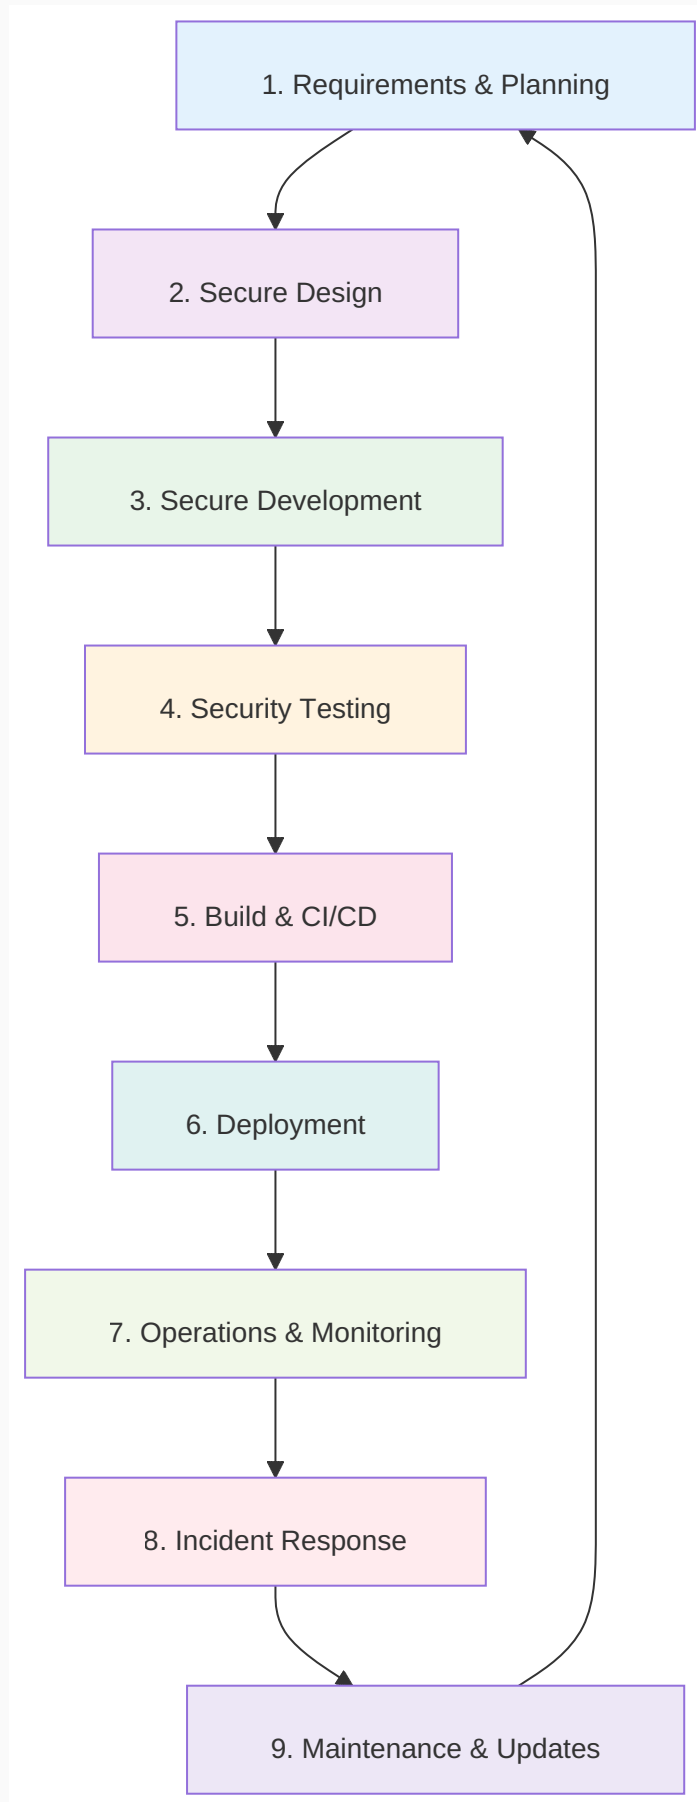 1. Requirements & Planning
2. Secure Design
3. Secure Development
4. Security Testing
5. Build & CI/CD
6. Deployment
7. Operations & Monitoring
8. Incident Response
9. Maintenance & Updates